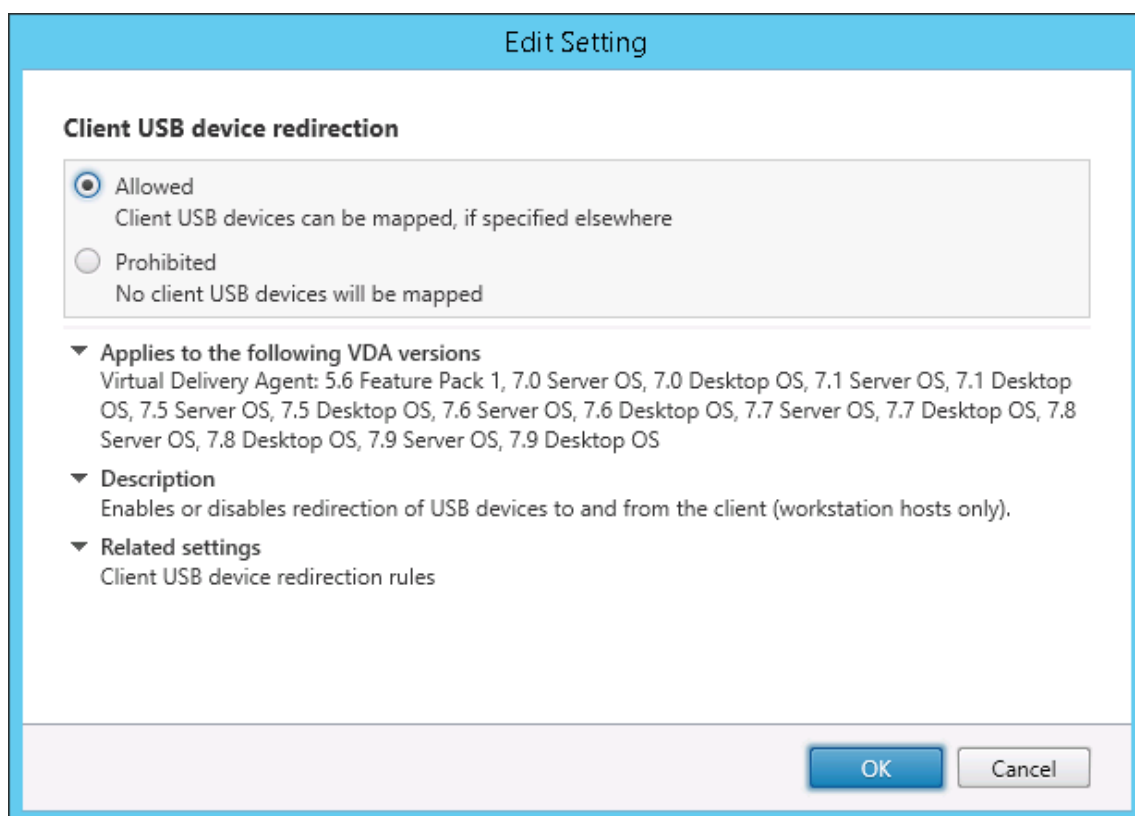 Edit Setting
Client USB device redirection
Allowed
Client USB devices can be mapped, if specified elsewhere
Prohibited
No client USB devices will be mapped
Applies to the following VDA versions
Virtual Delivery Agent: 5.6 Feature Pack 1, 7.0 Server OS, 7.0 Desktop OS, 7.1 Server OS, 7.1 Desktop
OS, 7.5 Server OS, 7.5 Desktop OS, 7.6 Server OS, 7.6 Desktop OS, 7.7 Server OS, 7.7 Desktop OS, 7.8
Server OS, 7.8 Desktop OS, 7.9 Server OS, 7.9 Desktop OS
Description
Enables or disables redirection of USB devices to and from the client (workstation hosts only).
Related settings
Client USB device redirection rules
OK
Cancel